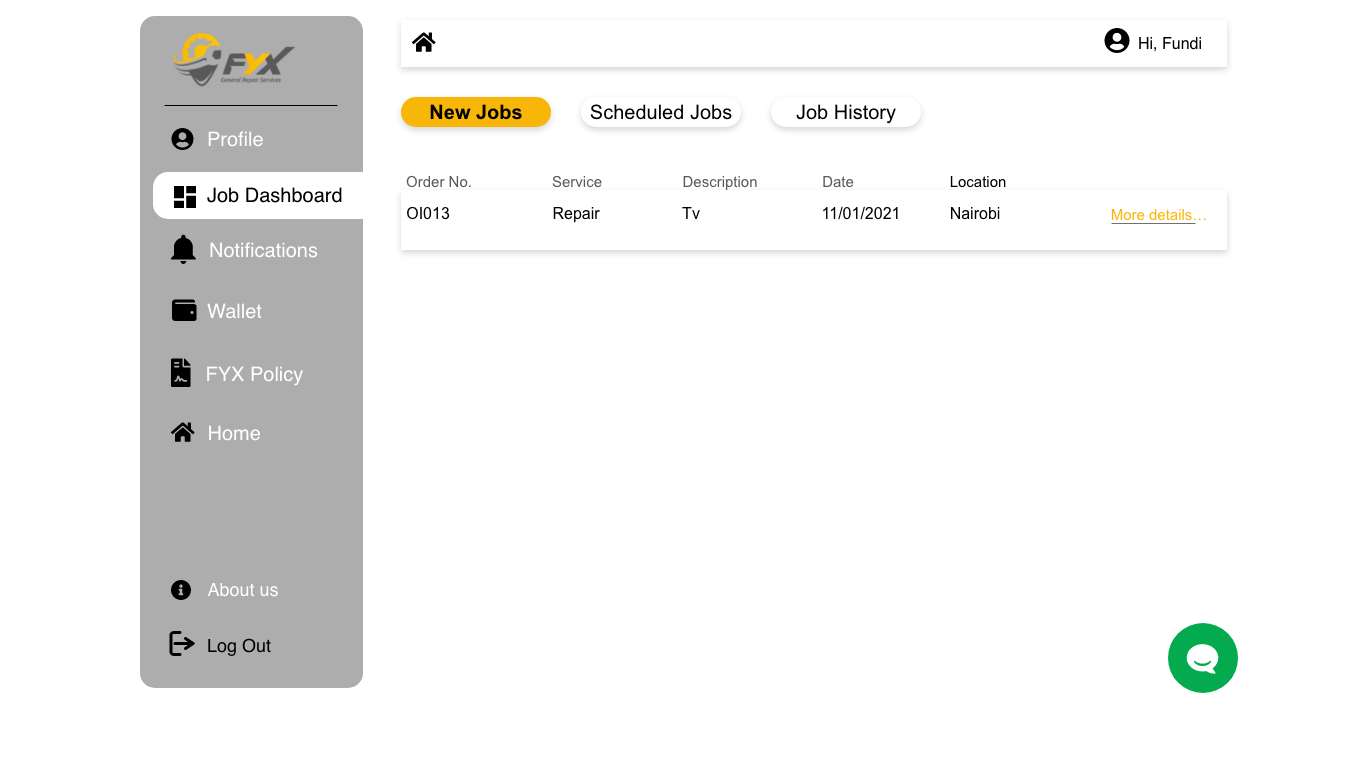 FYX
General Repair Services
Profile
Job Dashboard
Notifications
Wallet
FYX Policy
Home
About us
Log Out
Hi, Fundi
New Jobs Scheduled Jobs Job History
Order No. Service Description Date Location
OI013 Repair Tv 11/01/2021 Nairobi More details…